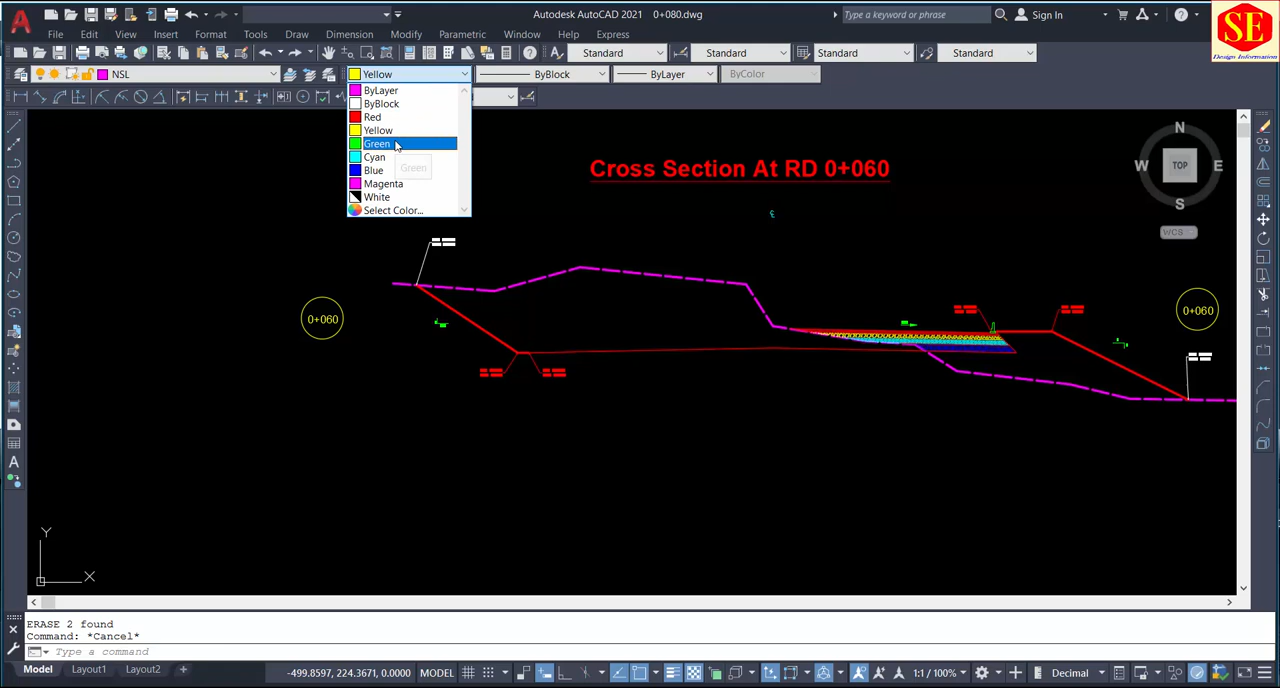 Autodesk AutoCAD 2021 0+080.dwg
Type a keyword or phrase
Sign In
SE
Design Information
File Edit View Insert Format Tools Draw Dimension Modify Parametric Window Help Express
Standard Standard Standard Standard
NSL Yellow ByBlock ByLayer ByColor
ByLayer
ByBlock
Red
Yellow
Green
Cyan
Green
Blue
Magenta
White
Select Color...
Cross Section At RD 0+060
N
W TOP E
S
WCS
0+060
0+060
Y
X
ERASE 2 found
Command: *Cancel*
Type a command
Model Layout1 Layout2 +
-499.8597, 224.3671, 0.0000 MODEL 1:1 / 100% Decimal